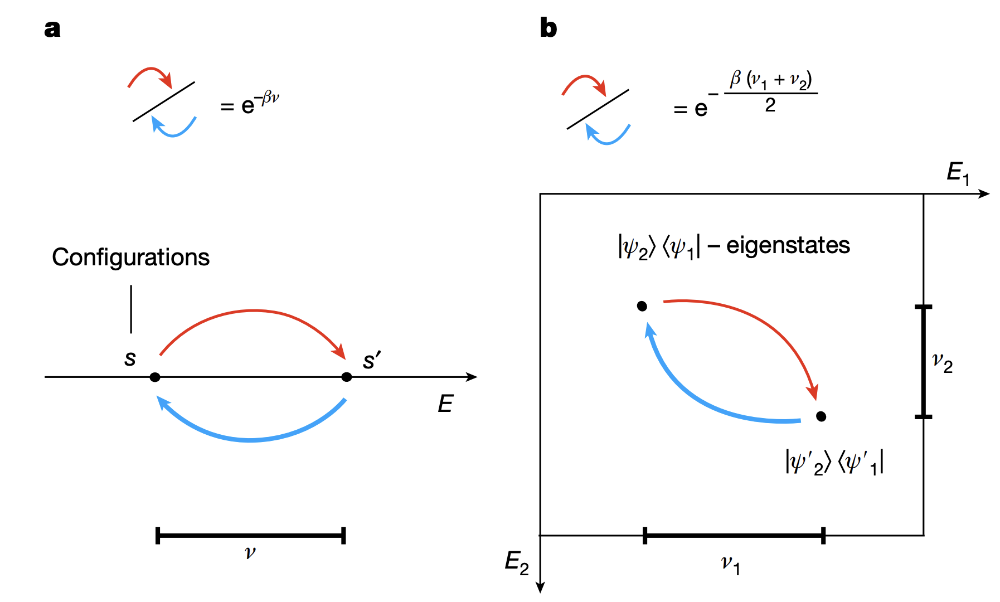 a
= e^{−βν}
Configurations
s
s′
E
ν
b
= e^{− β (ν₁ + ν₂) / 2}
E₁
|ψ₂⟩ ⟨ψ₁| – eigenstates
ν₂
|ψ′₂⟩ ⟨ψ′₁|
E₂
ν₁